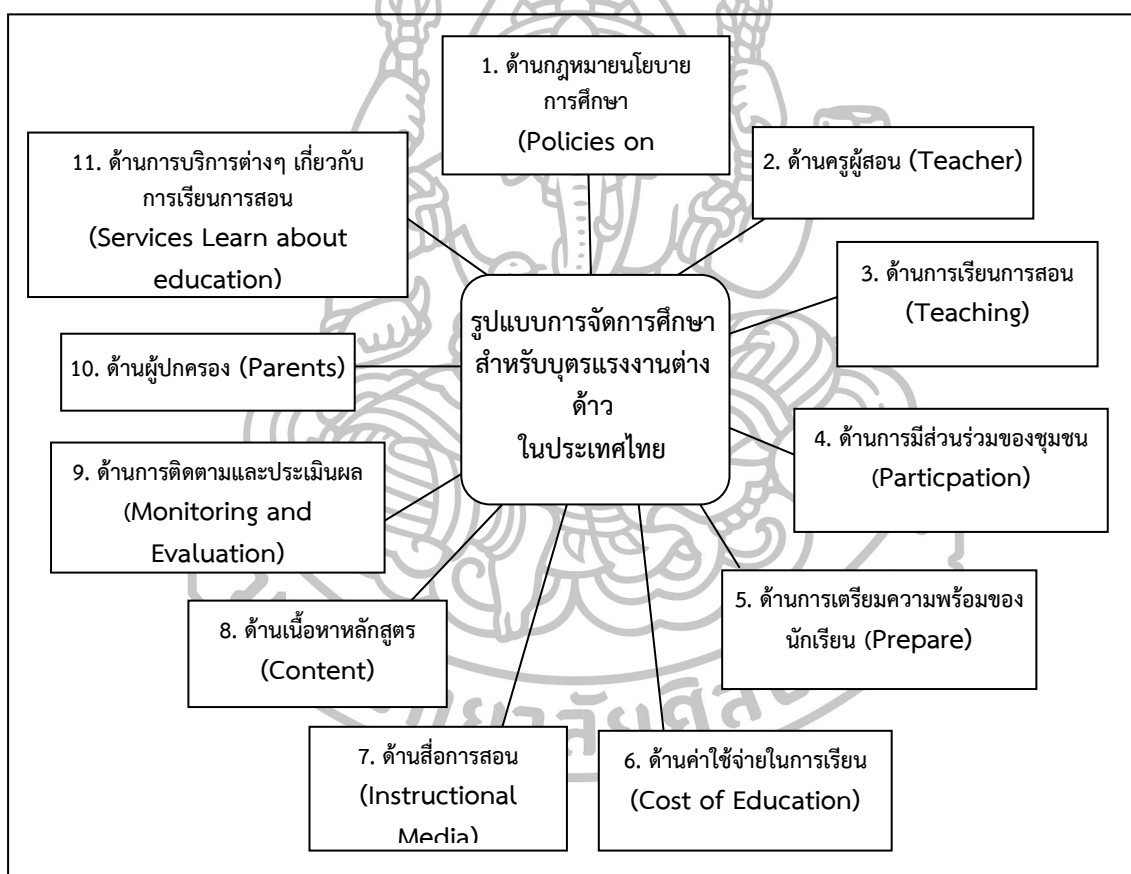 1. ด้านกฎหมายนโยบาย
การศึกษา
(Policies on
2. ด้านครูผู้สอน (Teacher)
3. ด้านการเรียนการสอน
(Teaching)
4. ด้านการมีส่วนร่วมของชุมชน
(Particpation)
5. ด้านการเตรียมความพร้อมของ
นักเรียน (Prepare)
6. ด้านค่าใช้จ่ายในการเรียน
(Cost of Education)
7. ด้านสื่อการสอน
(Instructional
Media)
8. ด้านเนื้อหาหลักสูตร
(Content)
9. ด้านการติดตามและประเมินผล
(Monitoring and
Evaluation)
10. ด้านผู้ปกครอง (Parents)
11. ด้านการบริการต่างๆ เกี่ยวกับ
การเรียนการสอน
(Services Learn about
education)
รูปแบบการจัดการศึกษา
สำหรับบุตรแรงงานต่าง
ด้าว
ในประเทศไทย